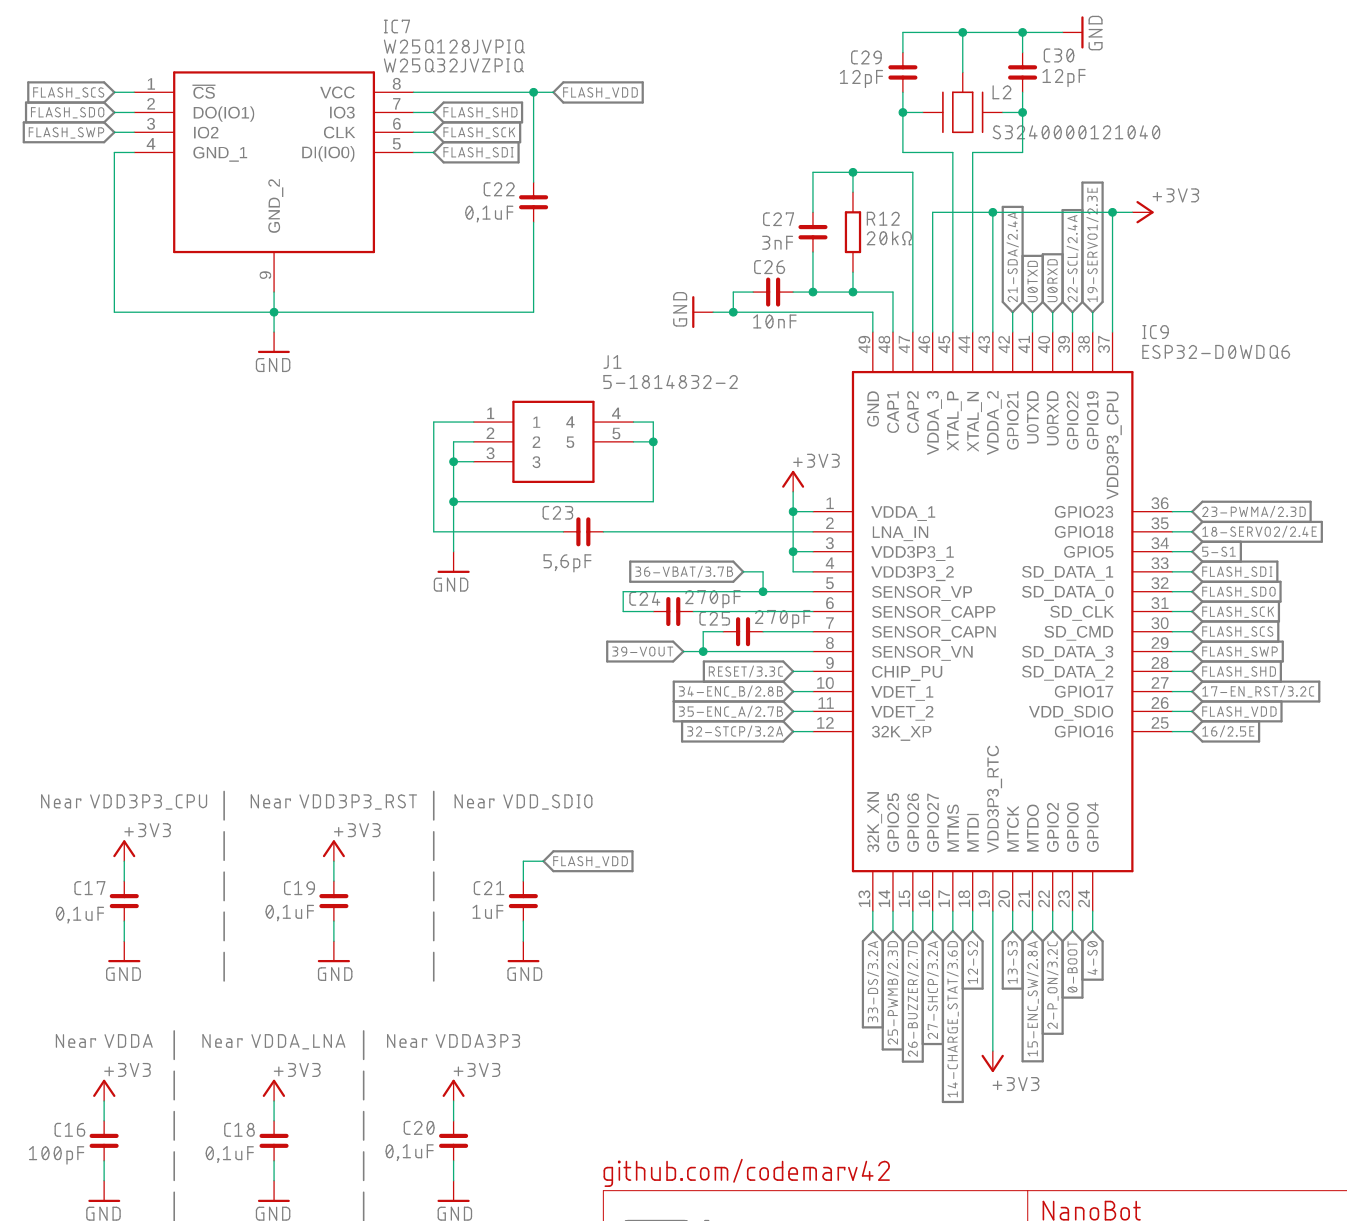 IC7
W25Q128JVPIQ
W25Q32JVZPIQ
FLASH_SCS 1 CS VCC 8 FLASH_VDD
FLASH_SDO 2 DO(IO1) IO3 7 FLASH_SHD
FLASH_SWP 3 IO2 CLK 6 FLASH_SCK
4 GND_1 DI(IO0) 5 FLASH_SDI
GND_2
9
GND
C22
0,1uF
GND
C29
12pF
C30
12pF
L2
S3240000121040
+3V3
C27
3nF
R12
20kΩ
C26
10nF
GND
21-SDA/2.4A
U0TXD
U0RXD
22-SCL/2.4A
19-SERVO1/2.3E
IC9
ESP32-D0WDQ6
49 48 47 46 45 44 43 42 41 40 39 38 37
GND
CAP1
CAP2
VDDA_3
XTAL_P
XTAL_N
VDDA_2
GPIO21
U0TXD
U0RXD
GPIO22
GPIO19
VDD3P3_CPU
J1
5-1814832-2
1 1 4 4
2 2 5 5
3 3
GND
C23
5,6pF
+3V3
1 VDDA_1
2 LNA_IN
3 VDD3P3_1
4 VDD3P3_2
36-VBAT/3.7B
5 SENSOR_VP
C24 270pF
6 SENSOR_CAPP
C25 270pF
7 SENSOR_CAPN
39-VOUT 8 SENSOR_VN
RESET/3.3C 9 CHIP_PU
34-ENC_B/2.8B 10 VDET_1
35-ENC_A/2.7B 11 VDET_2
32-STCP/3.2A 12 32K_XP
GPIO23 36 23-PWMA/2.3D
GPIO18 35 18-SERVO2/2.4E
GPIO5 34 5-S1
SD_DATA_1 33 FLASH_SDI
SD_DATA_0 32 FLASH_SDO
SD_CLK 31 FLASH_SCK
SD_CMD 30 FLASH_SCS
SD_DATA_3 29 FLASH_SWP
SD_DATA_2 28 FLASH_SHD
GPIO17 27 17-EN_RST/3.2C
VDD_SDIO 26 FLASH_VDD
GPIO16 25 16/2.5E
32K_XN
GPIO25
GPIO26
GPIO27
MTMS
MTDI
VDD3P3_RTC
MTCK
MTDO
GPIO2
GPIO0
GPIO4
13 14 15 16 17 18 19 20 21 22 23 24
33-DS/3.2A
25-PWMB/2.3D
26-BUZZER/2.7D
27-SHCP/3.2A
14-CHARGE_STAT/3.6D
12-S2
13-S3
15-ENC_SW/2.8A
2-P_ON/3.2C
0-BOOT
4-S0
+3V3
Near VDD3P3_CPU
+3V3
C17
0,1uF
GND
Near VDD3P3_RST
+3V3
C19
0,1uF
GND
Near VDD_SDIO
FLASH_VDD
C21
1uF
GND
Near VDDA
+3V3
C16
100pF
GND
Near VDDA_LNA
+3V3
C18
0,1uF
GND
Near VDDA3P3
+3V3
C20
0,1uF
GND
github.com/codemarv42
NanoBot